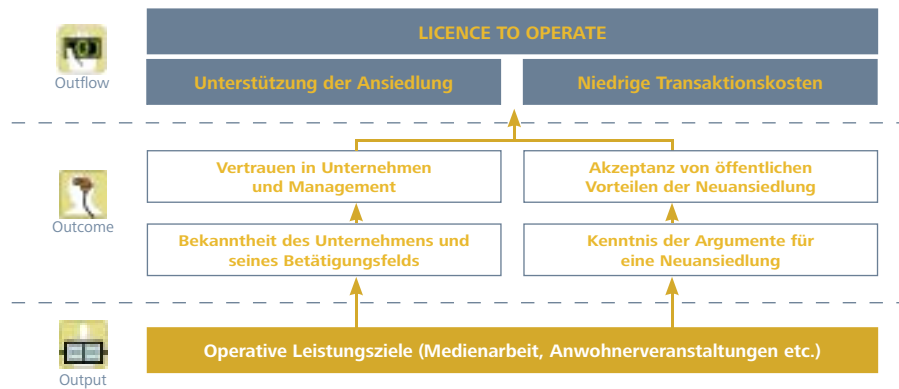 LICENCE TO OPERATE
Outflow
Unterstützung der Ansiedlung
Niedrige Transaktionskosten
Vertrauen in Unternehmen
und Management
Akzeptanz von öffentlichen
Vorteilen der Neuansiedlung
Outcome
Bekanntheit des Unternehmens und
seines Betätigungsfelds
Kenntnis der Argumente für
eine Neuansiedlung
Operative Leistungsziele (Medienarbeit, Anwohnerveranstaltungen etc.)
Output